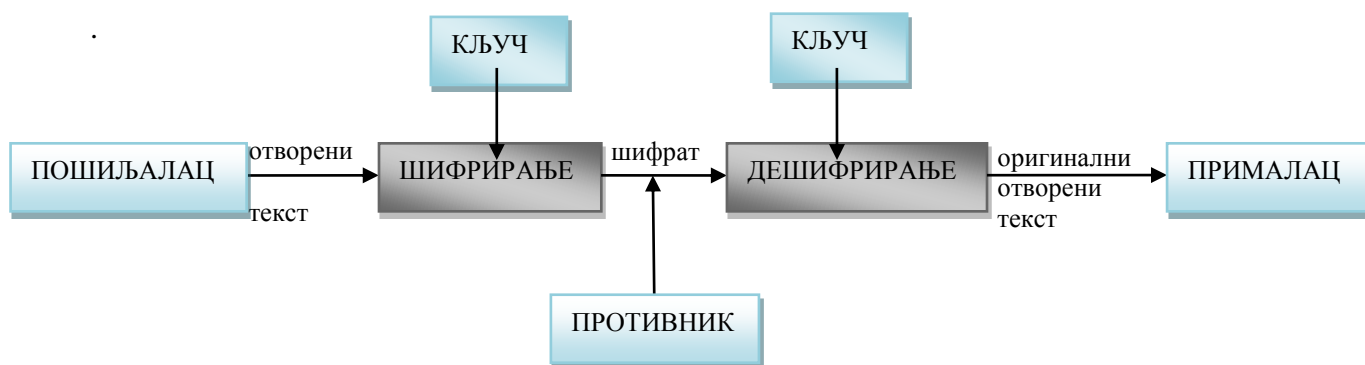 .
КЉУЧ
КЉУЧ
ПОШИЉАЛАЦ
отворени
текст
ШИФРИРАЊЕ
шифрат
ДЕШИФРИРАЊЕ
оригинални
отворени
текст
ПРИМАЛАЦ
ПРОТИВНИК